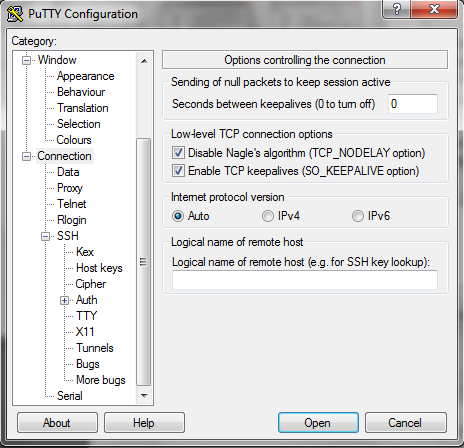 PuTTY Configuration
?
Category:
Window
Appearance
Behaviour
Translation
Selection
Colours
Connection
Data
Proxy
Telnet
Rlogin
SSH
Kex
Host keys
Cipher
Auth
TTY
X11
Tunnels
Bugs
More bugs
Serial
Options controlling the connection
Sending of null packets to keep session active
Seconds between keepalives (0 to turn off)
0
Low-level TCP connection options
Disable Nagle's algorithm (TCP_NODELAY option)
Enable TCP keepalives (SO_KEEPALIVE option)
Internet protocol version
Auto IPv4 IPv6
Logical name of remote host
Logical name of remote host (e.g. for SSH key lookup):
About Help Open Cancel